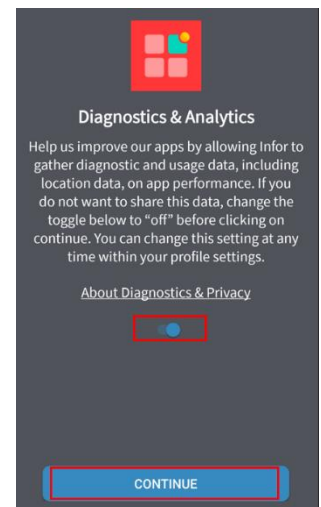 Diagnostics & Analytics
Help us improve our apps by allowing Infor to
gather diagnostic and usage data, including
location data, on app performance. If you
do not want to share this data, change the
toggle below to “off” before clicking on
continue. You can change this setting at any
time within your profile settings.
About Diagnostics & Privacy
CONTINUE